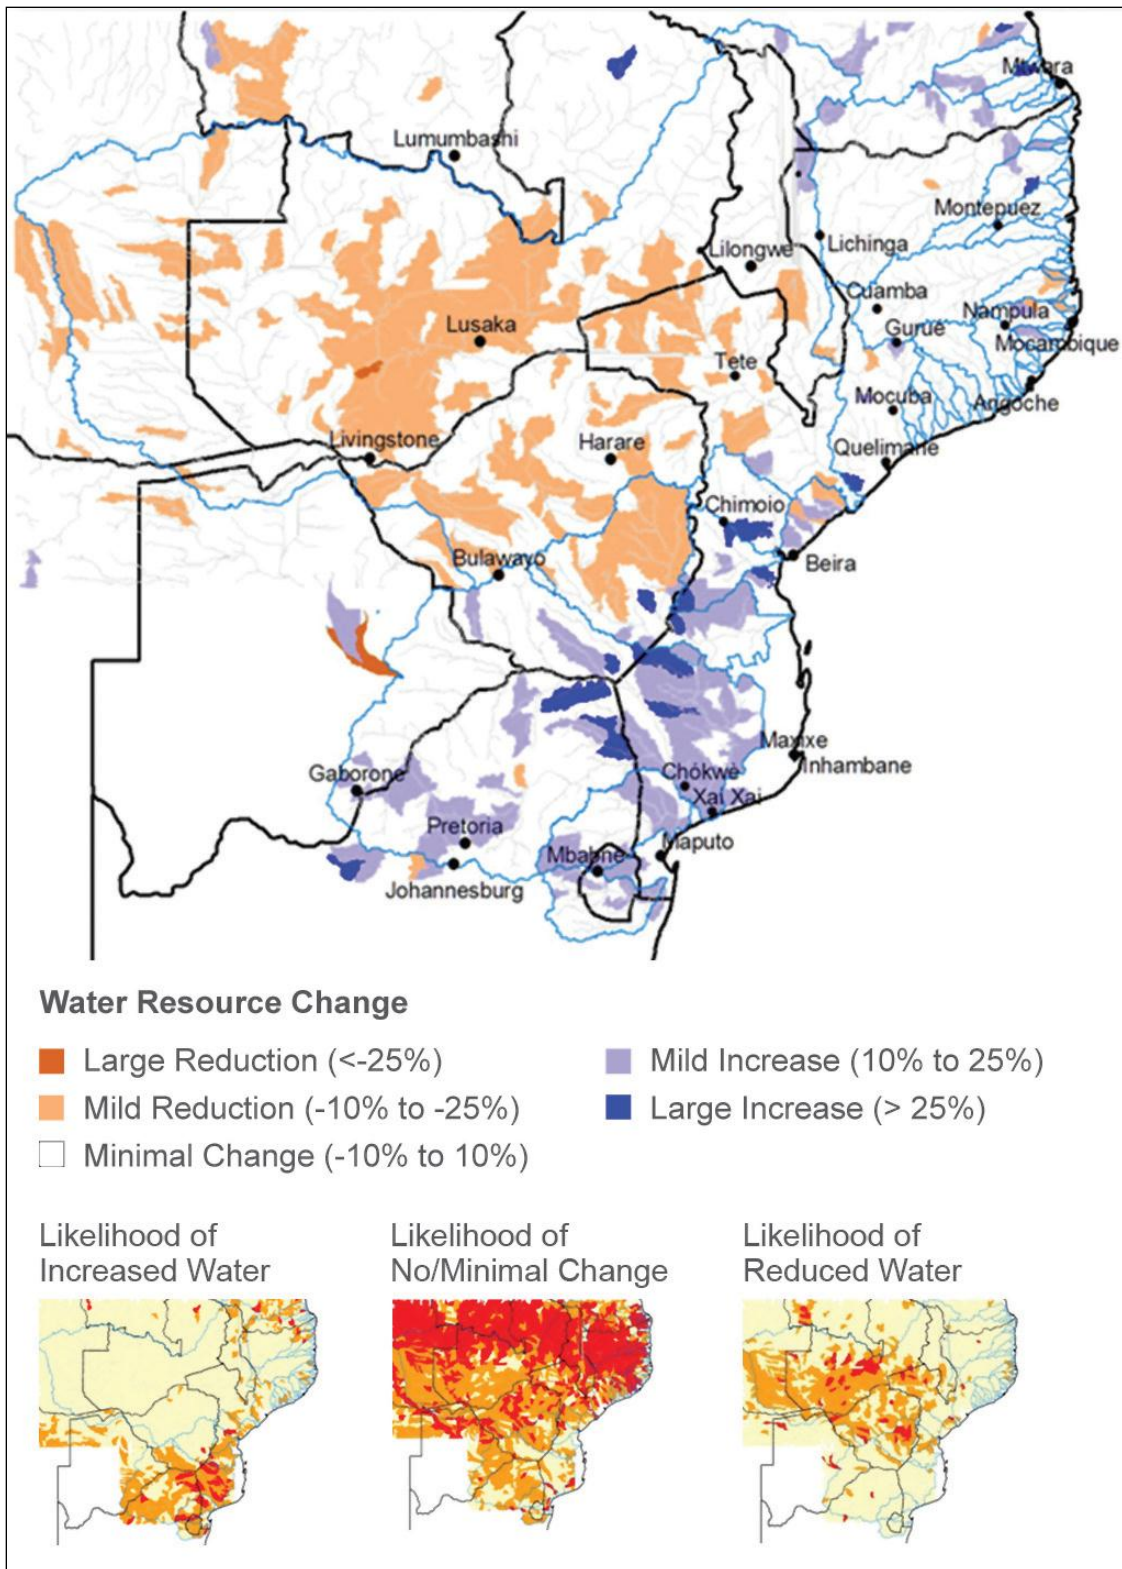 Mtwara
Lumumbashi
Montepuez
Lilongwe
Lichinga
Cuamba
Nampula
Lusaka
Gurué
Mocambique
Tete
Mocuba
Angoche
Livingstone
Harare
Quelimane
Chimoio
Bulawayo
Beira
Maxixe
Gaborone
Chókwè
Inhambane
Xai Xai
Pretoria
Maputo
Mbabne
Johannesburg
Water Resource Change
Large Reduction (<-25%)
Mild Increase (10% to 25%)
Mild Reduction (-10% to -25%)
Large Increase (> 25%)
Minimal Change (-10% to 10%)
Likelihood of
Increased Water
Likelihood of
No/Minimal Change
Likelihood of
Reduced Water